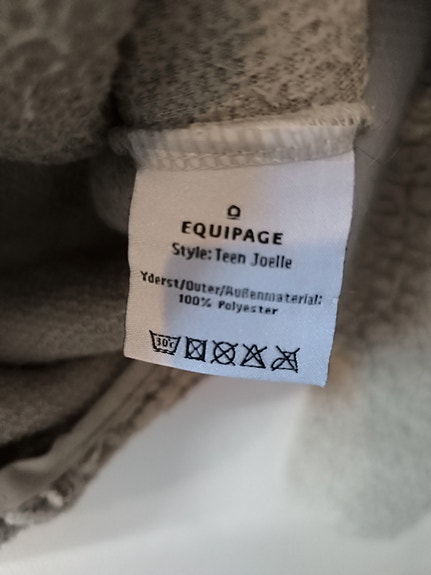 EQUIPAGE
Style: Teen Joelle
Yderst/Outer/Außenmaterial:
100% Polyester
30°c